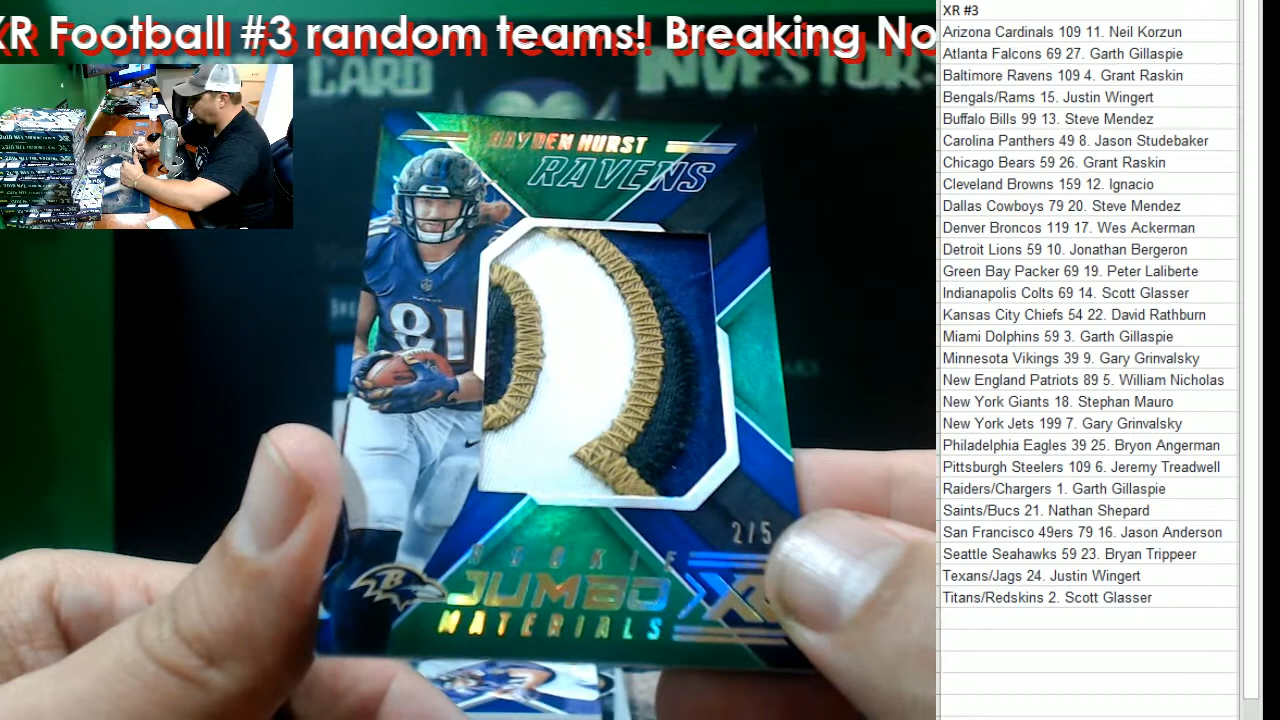 XR Football #3 random teams! Breaking No
CARD INVESTOR
HAYDEN HURST
RAVENS
81
2/5
ROOKIE
JUMBO
MATERIALS
XR #3
Arizona Cardinals 109 11. Neil Korzun
Atlanta Falcons 69 27. Garth Gillaspie
Baltimore Ravens 109 4. Grant Raskin
Bengals/Rams 15. Justin Wingert
Buffalo Bills 99 13. Steve Mendez
Carolina Panthers 49 8. Jason Studebaker
Chicago Bears 59 26. Grant Raskin
Cleveland Browns 159 12. Ignacio
Dallas Cowboys 79 20. Steve Mendez
Denver Broncos 119 17. Wes Ackerman
Detroit Lions 59 10. Jonathan Bergeron
Green Bay Packer 69 19. Peter Laliberte
Indianapolis Colts 69 14. Scott Glasser
Kansas City Chiefs 54 22. David Rathburn
Miami Dolphins 59 3. Garth Gillaspie
Minnesota Vikings 39 9. Gary Grinvalsky
New England Patriots 89 5. William Nicholas
New York Giants 18. Stephan Mauro
New York Jets 199 7. Gary Grinvalsky
Philadelphia Eagles 39 25. Bryon Angerman
Pittsburgh Steelers 109 6. Jeremy Treadwell
Raiders/Chargers 1. Garth Gillaspie
Saints/Bucs 21. Nathan Shepard
San Francisco 49ers 79 16. Jason Anderson
Seattle Seahawks 59 23. Bryan Trippeer
Texans/Jags 24. Justin Wingert
Titans/Redskins 2. Scott Glasser